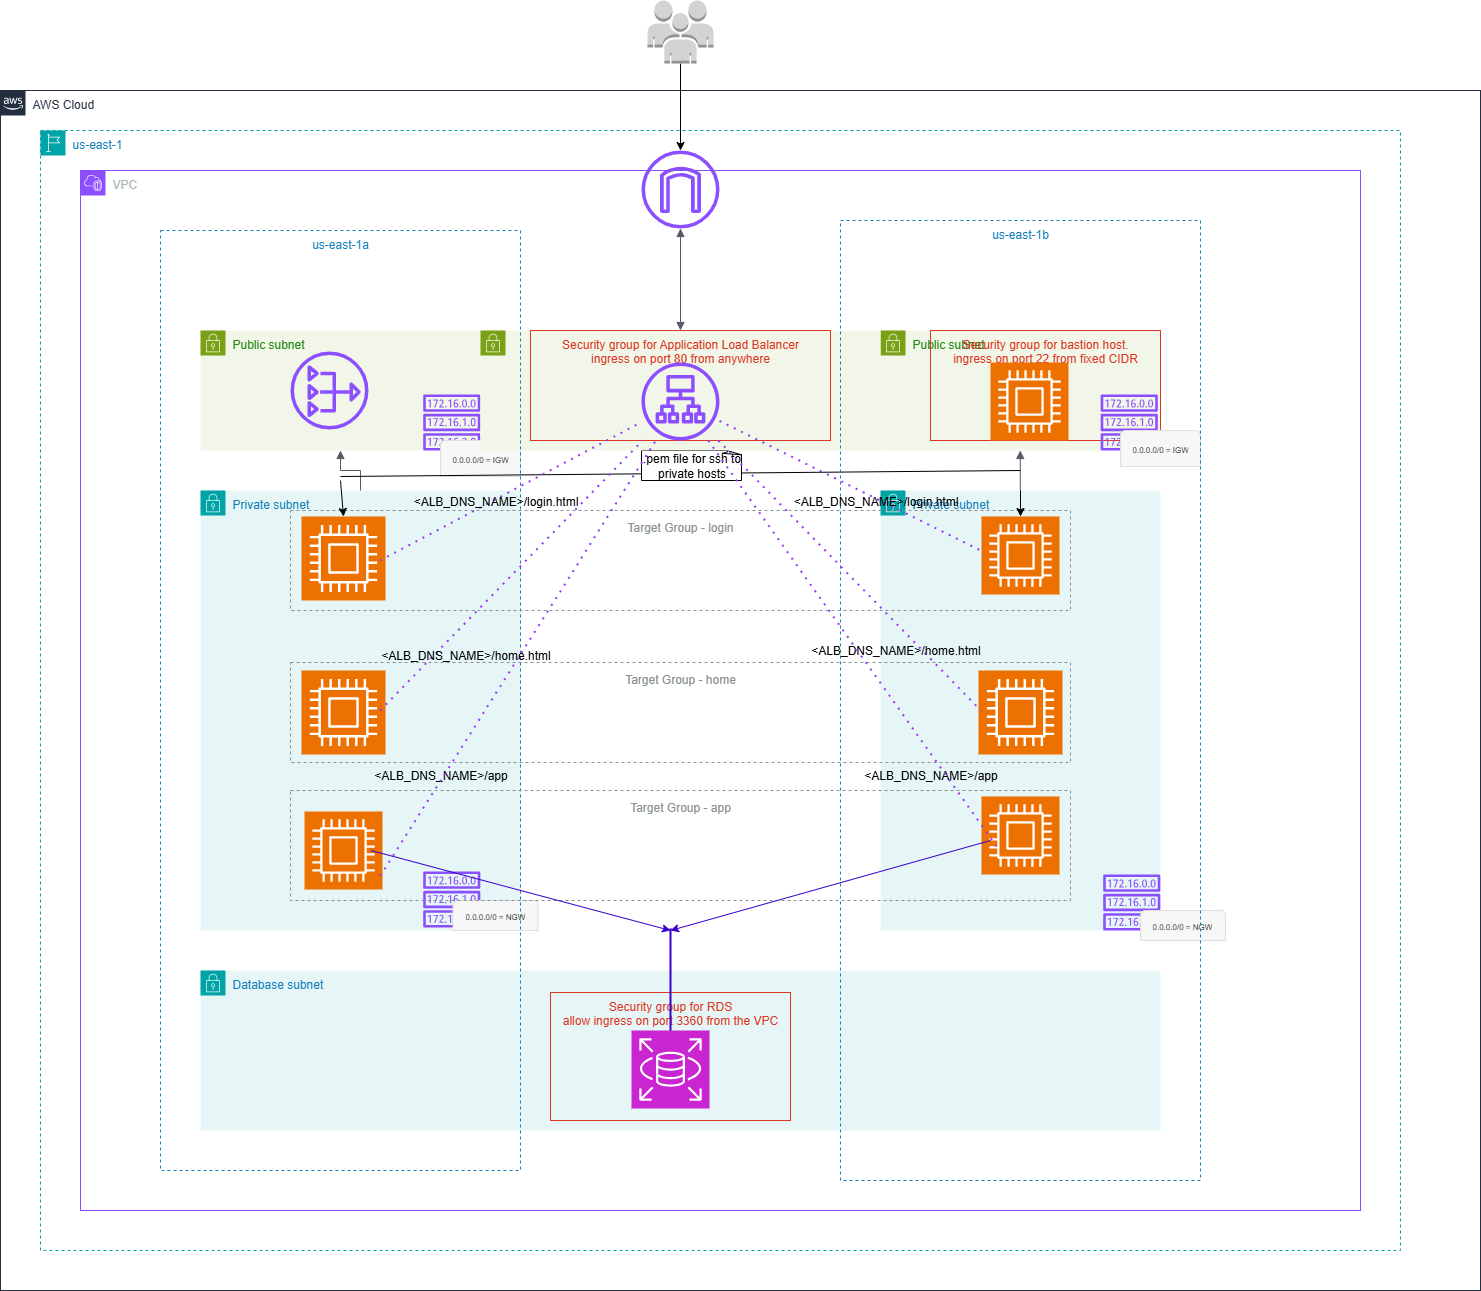 aws
AWS Cloud
us-east-1
VPC
us-east-1a
us-east-1b
Public subnet
Security group for Application Load Balancer
ingress on port 80 from anywhere
Public subnet
Security group for bastion host.
ingress on port 22 from fixed CIDR
172.16.0.0
172.16.1.0
0.0.0.0/0 = IGW
172.16.0.0
172.16.1.0
172
0.0.0.0/0 = IGW
pem file for ssh to
private hosts
Private subnet
<ALB_DNS_NAME>/login.html
<ALB_DNS_NAME>/login.html
Private subnet
Target Group - login
<ALB_DNS_NAME>/home.html
<ALB_DNS_NAME>/home.html
Target Group - home
<ALB_DNS_NAME>/app
<ALB_DNS_NAME>/app
Target Group - app
172.16.0.0
172.16.1.0
172.1
0.0.0.0/0 = NGW
172.16.0.0
172.16.1.0
172.16
0.0.0.0/0 = NGW
Database subnet
Security group for RDS
allow ingress on port 3360 from the VPC